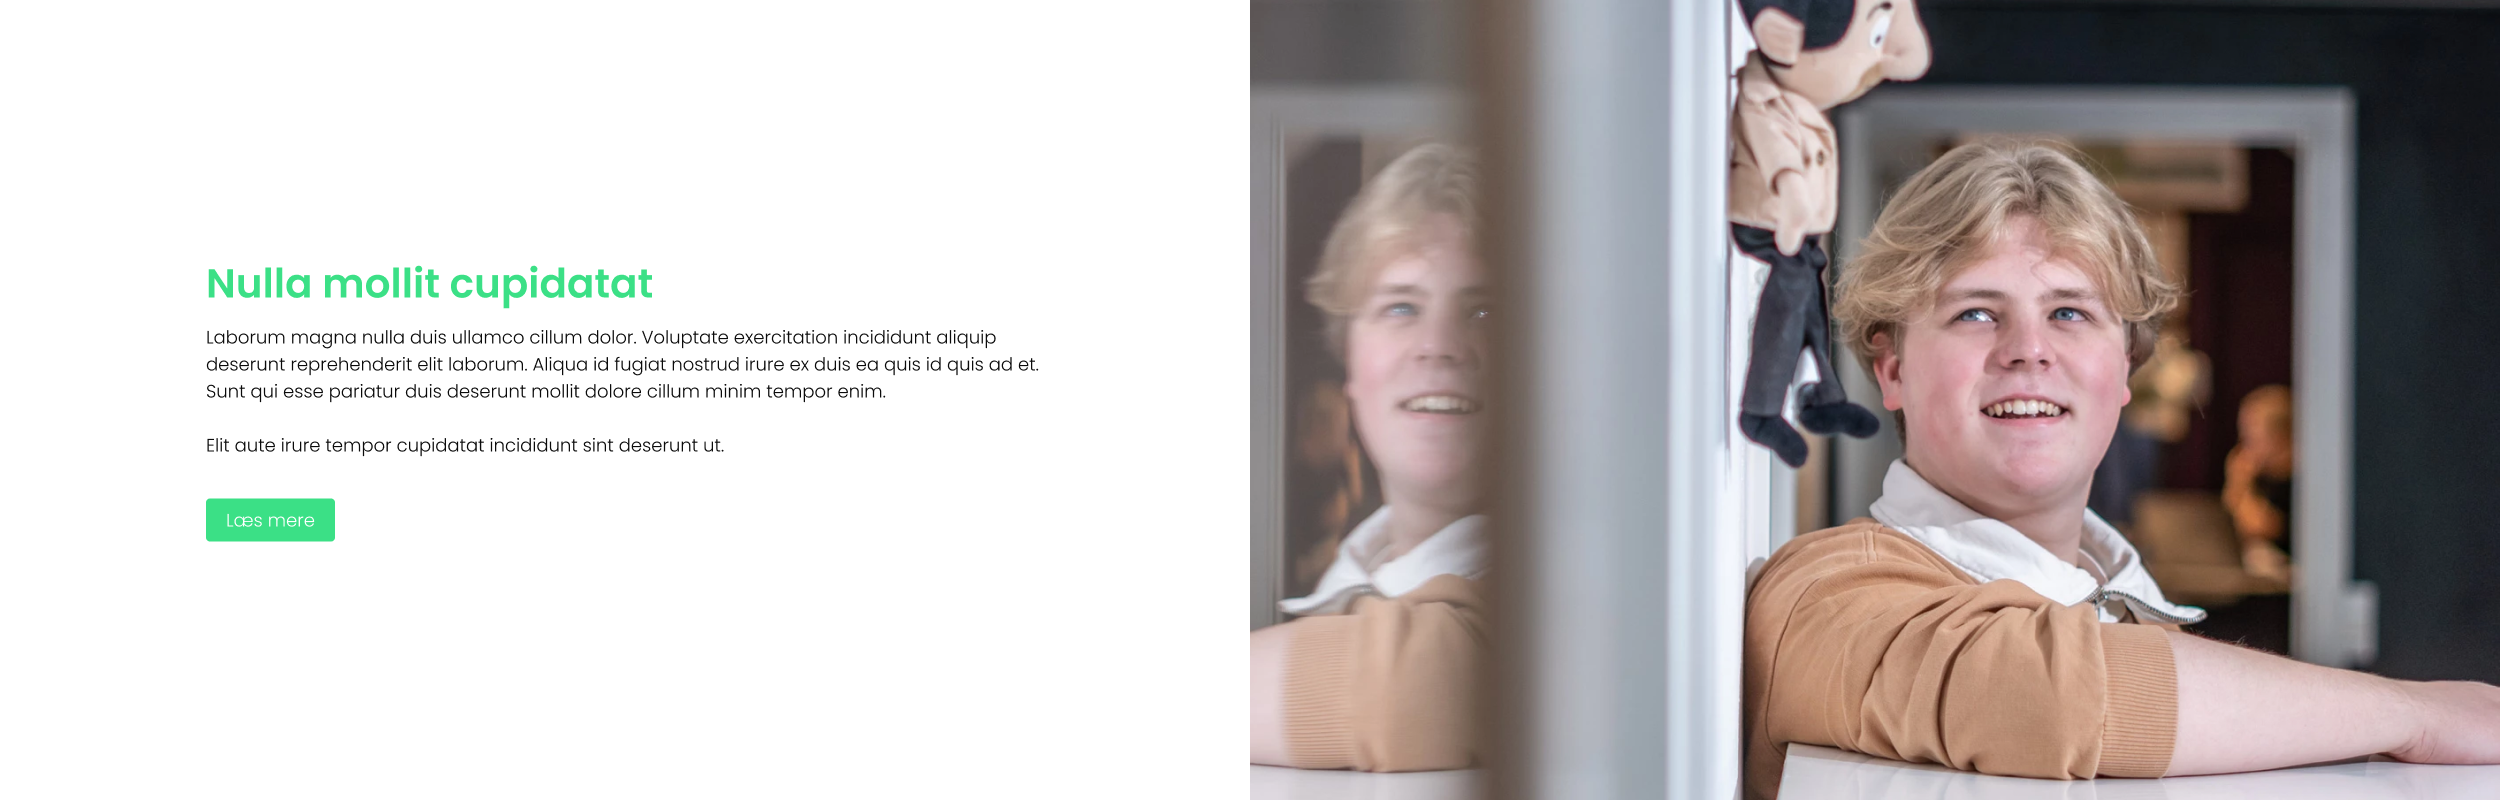 Nulla mollit cupidatat
Laborum magna nulla duis ullamco cillum dolor. Voluptate exercitation incididunt aliquip
deserunt reprehenderit elit laborum. Aliqua id fugiat nostrud irure ex duis ea quis id quis ad et.
Sunt qui esse pariatur duis deserunt mollit dolore cillum minim tempor enim.
Elit aute irure tempor cupidatat incididunt sint deserunt ut.
Læs mere